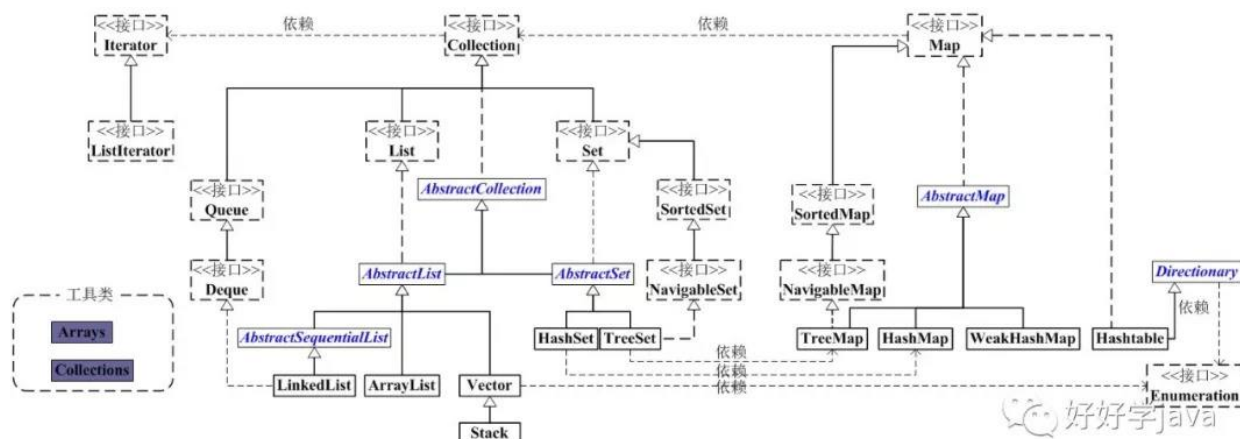 <<接口>>
Iterator
依赖
<<接口>>
Collection
依赖
<<接口>>
Map
<<接口>>
ListIterator
<<接口>>
List
<<接口>>
Set
<<接口>>
Queue
AbstractCollection
<<接口>>
SortedSet
<<接口>>
SortedMap
AbstractMap
<<接口>>
Deque
AbstractList
AbstractSet
<<接口>>
NavigableSet
<<接口>>
NavigableMap
Directionary
工具类
Arrays
Collections
AbstractSequentialList
HashSet
TreeSet
TreeMap
HashMap
WeakHashMap
Hashtable
依赖
依赖
依赖
依赖
LinkedList
ArrayList
Vector
Stack
<<接口>>
Enumeration
好好学java